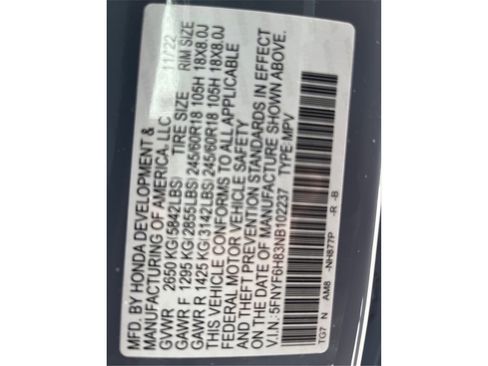 MFD. BY HONDA DEVELOPMENT &
MANUFACTURING OF AMERICA, LLC 11/22
GVWR 2650 KG(5842LBS) TIRE SIZE RIM SIZE
GAWR F 1295 KG(2855LBS) 245/60R18 105H 18X8.0J
GAWR R 1425 KG(3142LBS) 245/60R18 105H 18X8.0J
THIS VEHICLE CONFORMS TO ALL APPLICABLE
FEDERAL MOTOR VEHICLE SAFETY
AND THEFT PREVENTION STANDARDS IN EFFECT
ON THE DATE OF MANUFACTURE SHOWN ABOVE.
V.I.N.: 5FNYF6H83NB102237 TYPE: MPV
TG7 N AM8 -NH877P -R -B